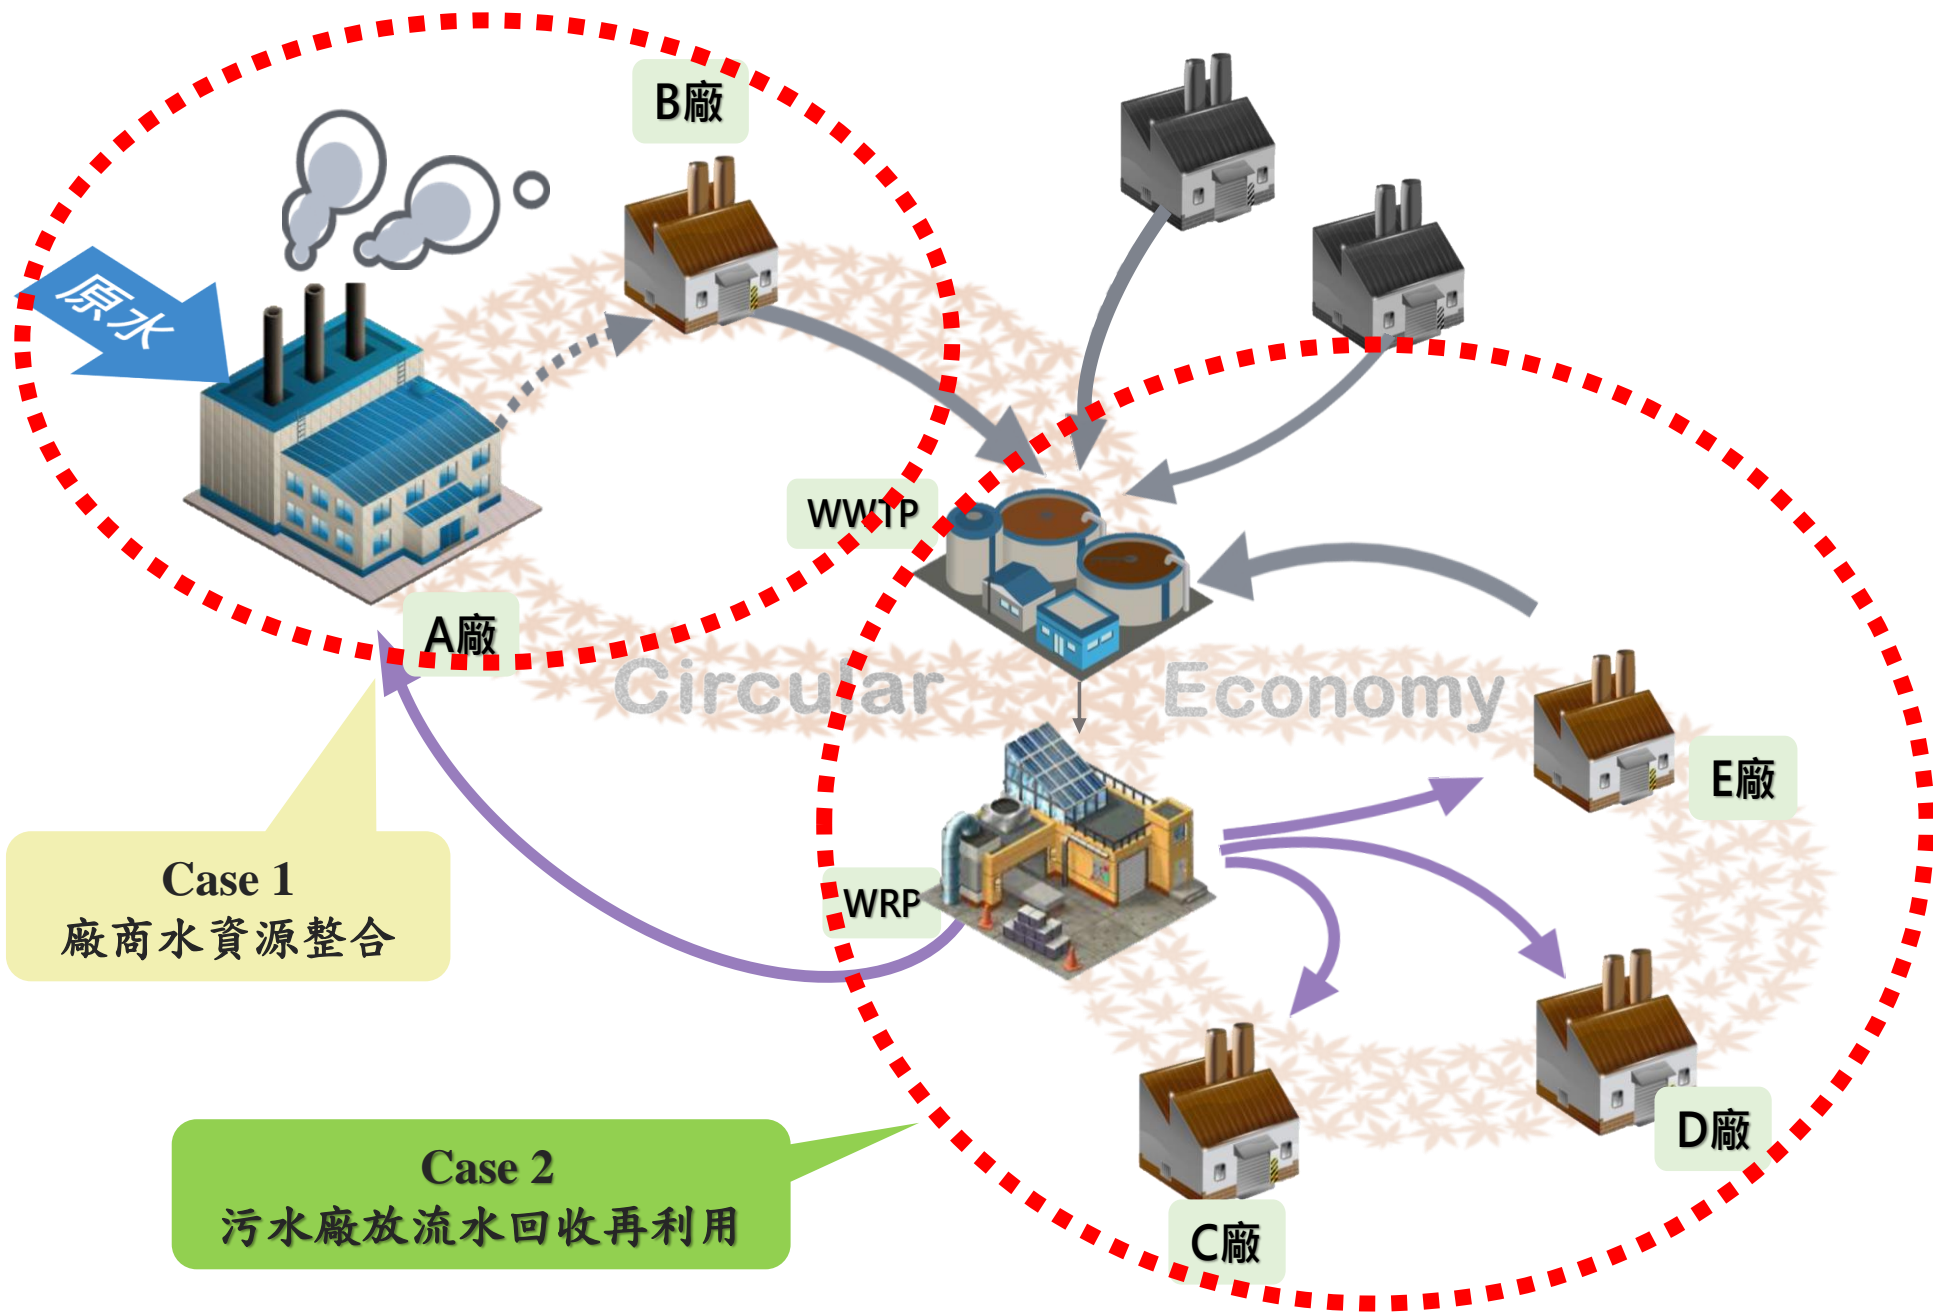 B廠
原水
WWTP
A廠
Circular Economy
E廠
Case 1
廠商水資源整合
WRP
D廠
Case 2
污水廠放流水回收再利用
C廠